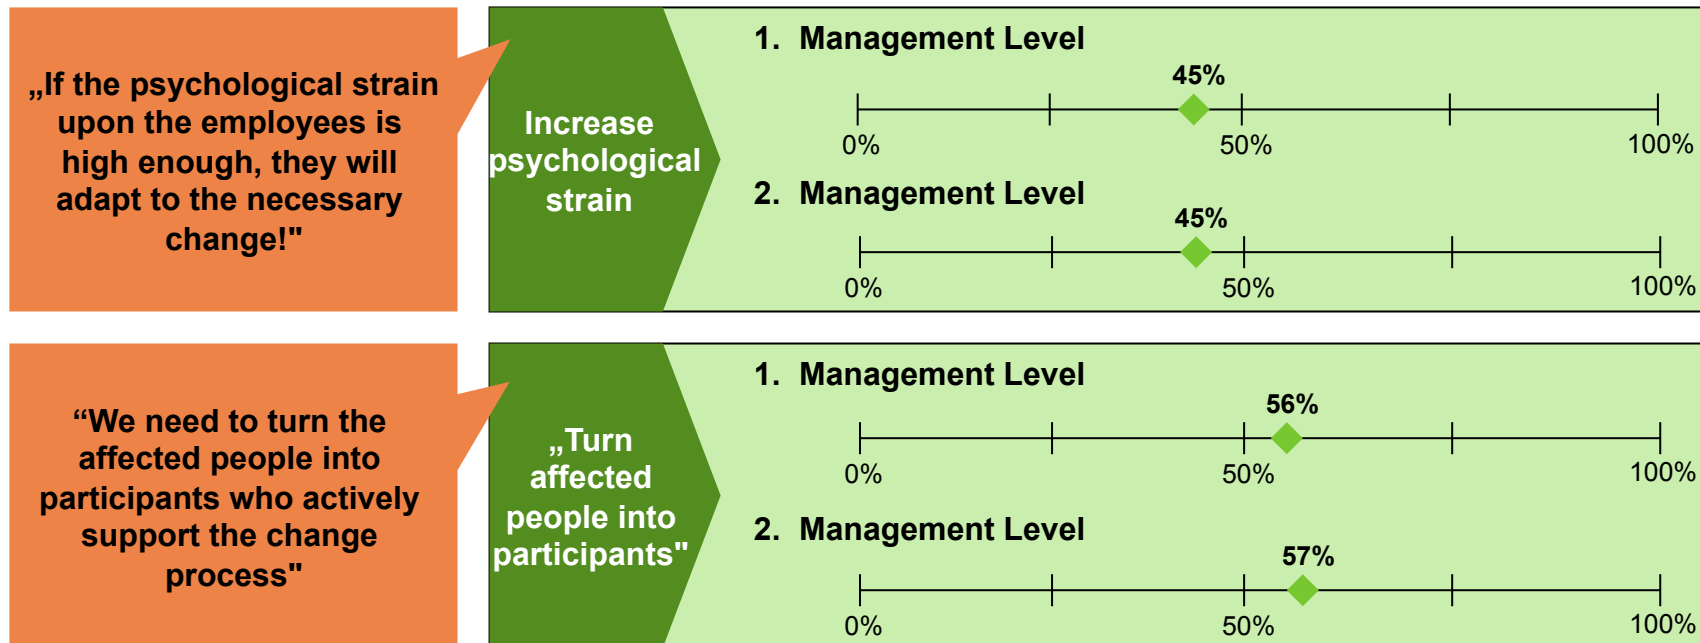 „If the psychological strain
upon the employees is
high enough, they will
adapt to the necessary
change!"
Increase
psychological
strain
1. Management Level
45%
0% 50% 100%
2. Management Level
45%
0% 50% 100%
“We need to turn the
affected people into
participants who actively
support the change
process"
„Turn
affected
people into
participants"
1. Management Level
56%
0% 50% 100%
2. Management Level
57%
0% 50% 100%